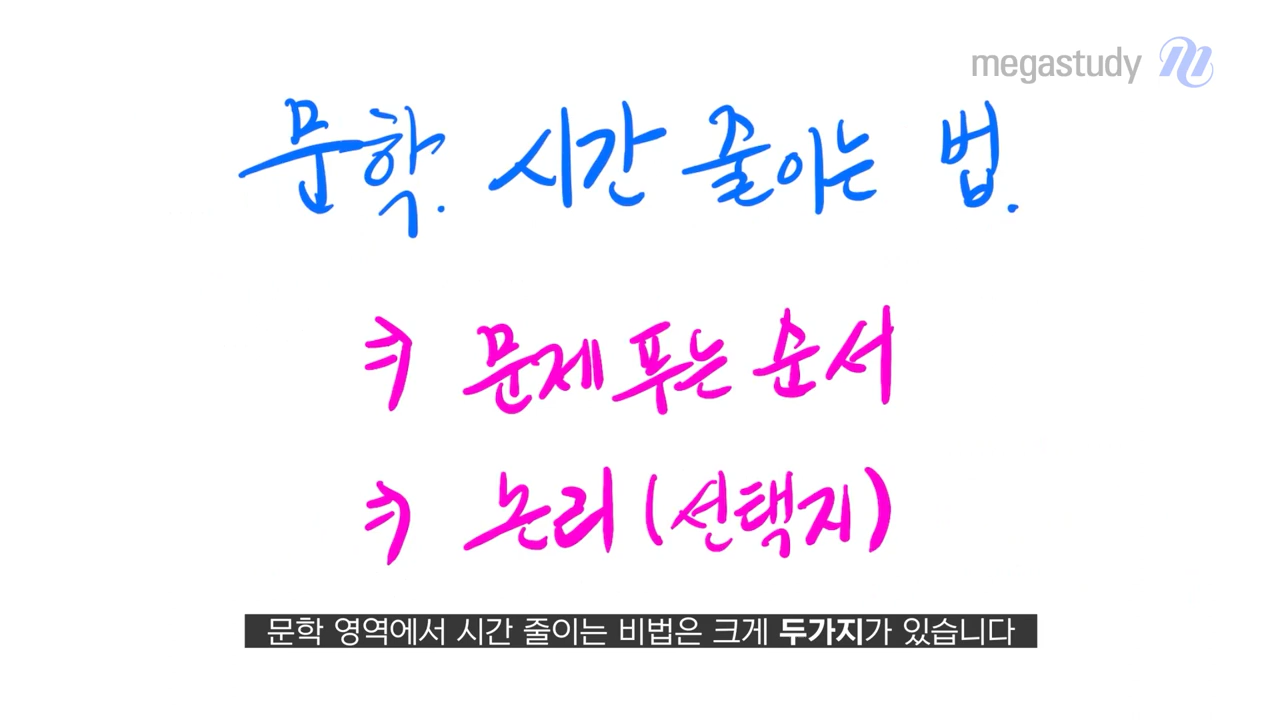 megastudy
문학. 시간 줄이는 법.
⇒ 문제 푸는 순서
⇒ 논리 (선택지)
문학 영역에서 시간 줄이는 비법은 크게 두가지가 있습니다